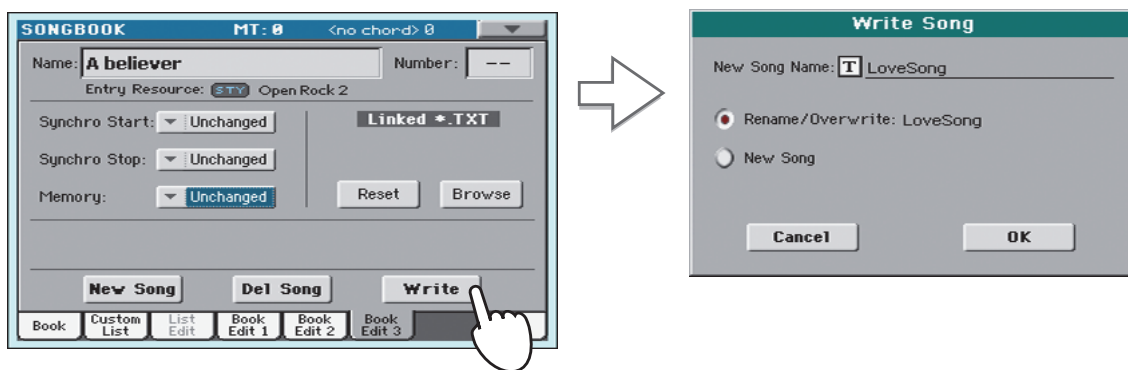 SONGBOOK MT: 0 <no chord> 0
Name: A believer Number: --
Entry Resource: STY Open Rock 2
Synchro Start: Unchanged Linked *.TXT
Synchro Stop: Unchanged
Memory: Unchanged Reset Browse
New Song Del Song Write
Book Custom List List Edit Book Edit 1 Book Edit 2 Book Edit 3
Write Song
New Song Name: T LoveSong
Rename/Overwrite: LoveSong
New Song
Cancel OK